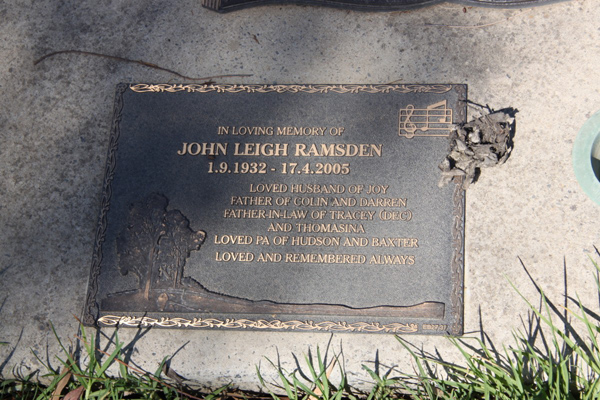 IN LOVING MEMORY OF
JOHN LEIGH RAMSDEN
1.9.1932 - 17.4.2005
LOVED HUSBAND OF JOY
FATHER OF COLIN AND DARREN
FATHER-IN-LAW OF TRACEY (DEC)
AND THOMASINA
LOVED PA OF HUDSON AND BAXTER
LOVED AND REMEMBERED ALWAYS